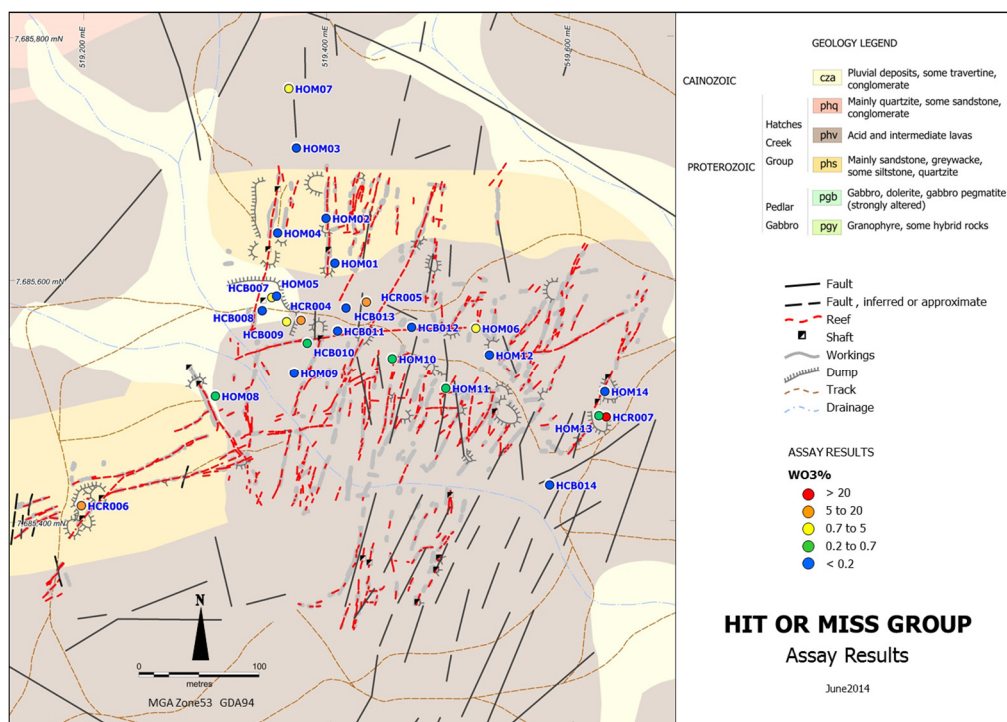 7,685,800 mN
519,200 mE
519,400 mE
519,600 mE
HOM07
HOM03
HOM02
HOM04
HOM01
7,685,600 mN
HOM05
HCB007
HCR004
HCR005
HCB008
HCB013
HCB009
HCB011
HCB012
HOM06
HCB010
HOM10
HOM12
HOM09
HOM11
HOM08
HOM14
HCR007
HOM13
HCB014
HCR006
7,685,400 mN
N
0
100
metres
MGA Zone53 GDA94
GEOLOGY LEGEND
CAINOZOIC
cza
Pluvial deposits, some travertine,
conglomerate
phq
Mainly quartzite, some sandstone,
conglomerate
Hatches
Creek
Group
phv
Acid and intermediate lavas
PROTEROZOIC
phs
Mainly sandstone, greywacke,
some siltstone, quartzite
Pedlar
Gabbro
pgb
Gabbro, dolerite, gabbro pegmatite
(strongly altered)
pgy
Granophyre, some hybrid rocks
Fault
Fault, inferred or approximate
Reef
Shaft
Workings
Dump
Track
Drainage
ASSAY RESULTS
WO3%
> 20
5 to 20
0.7 to 5
0.2 to 0.7
< 0.2
HIT OR MISS GROUP
Assay Results
June2014